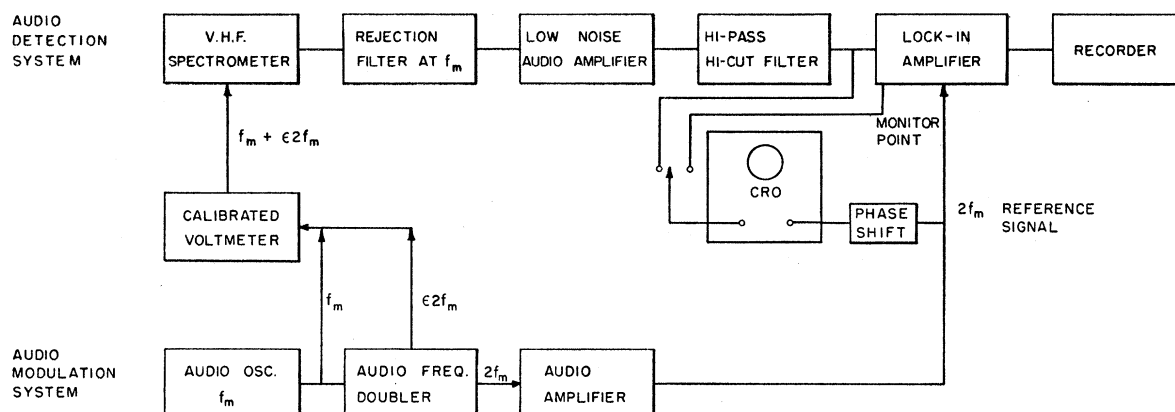 AUDIO
DETECTION
SYSTEM
V.H.F.
SPECTROMETER
REJECTION
FILTER AT fm
LOW NOISE
AUDIO AMPLIFIER
HI-PASS
HI-CUT FILTER
LOCK-IN
AMPLIFIER
RECORDER
fm + ϵ2fm
MONITOR
POINT
CRO
CALIBRATED
VOLTMETER
PHASE
SHIFT
2fm REFERENCE
SIGNAL
fm
ϵ2fm
AUDIO
MODULATION
SYSTEM
AUDIO OSC.
fm
AUDIO FREQ.
DOUBLER
2fm
AUDIO
AMPLIFIER